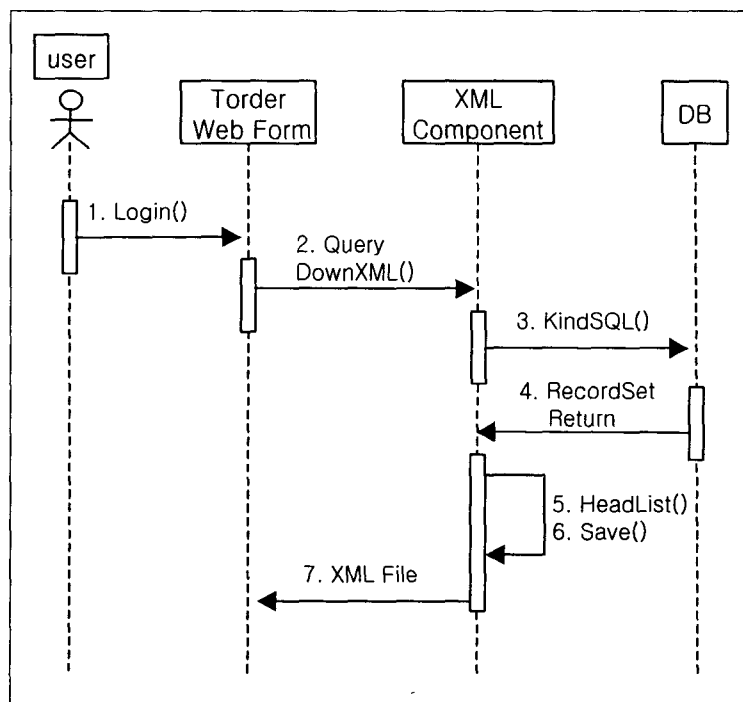 user
Torder
Web Form
XML
Component
DB
1. Login()
2. Query
DownXML()
3. KindSQL()
4. RecordSet
Return
5. HeadList()
6. Save()
7. XML File